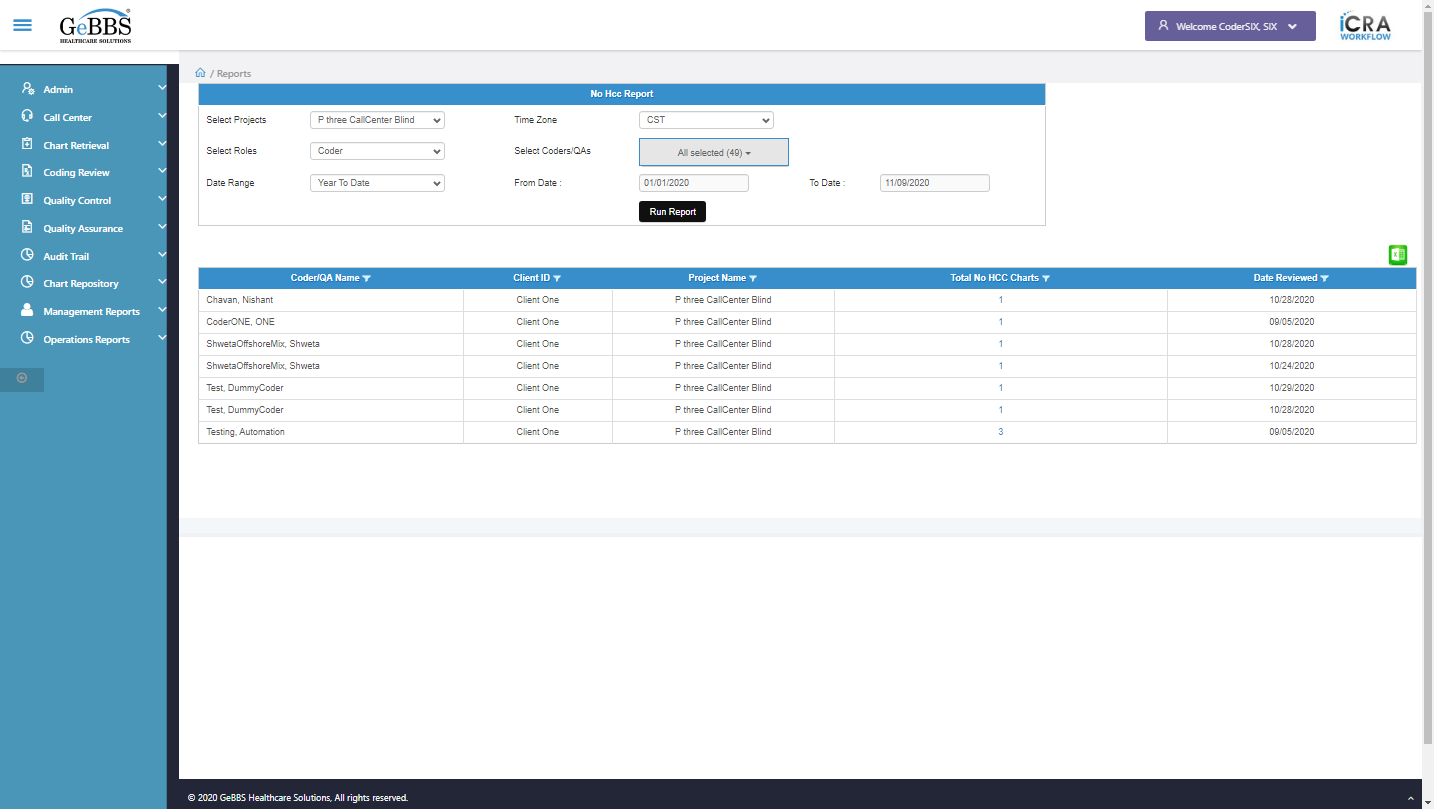 GeBBS
HEALTHCARE SOLUTIONS
Welcome CoderSIX, SIX
iCRA
WORKFLOW
Admin
Call Center
Chart Retrieval
Coding Review
Quality Control
Quality Assurance
Audit Trail
Chart Repository
Management Reports
Operations Reports
/ Reports
No Hcc Report
Select Projects P three CallCenter Blind Time Zone CST
Select Roles Coder Select Coders/QAs All selected (49)
Date Range Year To Date From Date : 01/01/2020 To Date : 11/09/2020
Run Report
Coder/QA Name Client ID Project Name Total No HCC Charts Date Reviewed
Chavan, Nishant Client One P three CallCenter Blind 1 10/28/2020
CoderONE, ONE Client One P three CallCenter Blind 1 09/05/2020
ShwetaOffshoreMix, Shweta Client One P three CallCenter Blind 1 10/28/2020
ShwetaOffshoreMix, Shweta Client One P three CallCenter Blind 1 10/24/2020
Test, DummyCoder Client One P three CallCenter Blind 1 10/29/2020
Test, DummyCoder Client One P three CallCenter Blind 1 10/28/2020
Testing, Automation Client One P three CallCenter Blind 3 09/05/2020
© 2020 GeBBS Healthcare Solutions, All rights reserved.